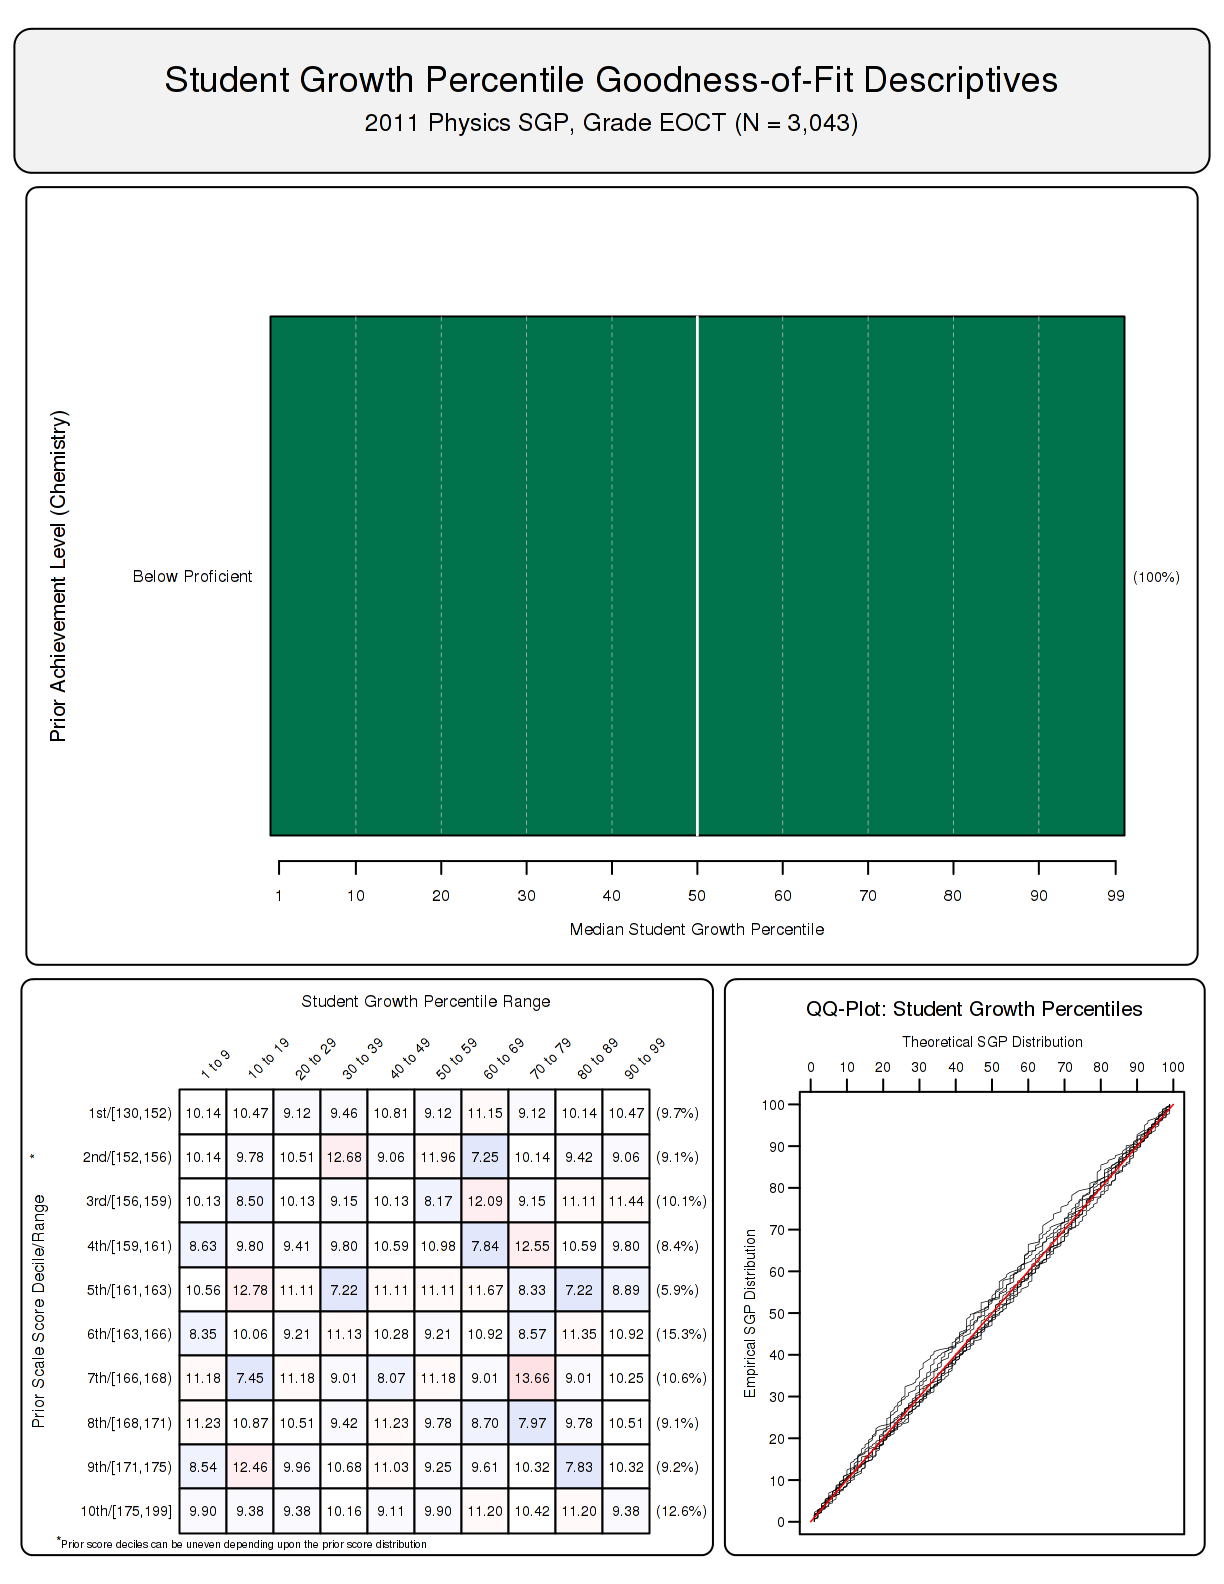 Student Growth Percentile Goodness-of-Fit Descriptives
2011 Physics SGP, Grade EOCT (N = 3,043)
Prior Achievement Level (Chemistry)
Below Proficient
(100%)
1 10 20 30 40 50 60 70 80 90 99
Median Student Growth Percentile
Student Growth Percentile Range
1 to 9 10 to 19 20 to 29 30 to 39 40 to 49 50 to 59 60 to 69 70 to 79 80 to 89 90 to 99
Prior Scale Score Decile/Range *
1st/[130,152) 10.14 10.47 9.12 9.46 10.81 9.12 11.15 9.12 10.14 10.47 (9.7%)
2nd/[152,156) 10.14 9.78 10.51 12.68 9.06 11.96 7.25 10.14 9.42 9.06 (9.1%)
3rd/[156,159) 10.13 8.50 10.13 9.15 10.13 8.17 12.09 9.15 11.11 11.44 (10.1%)
4th/[159,161) 8.63 9.80 9.41 9.80 10.59 10.98 7.84 12.55 10.59 9.80 (8.4%)
5th/[161,163) 10.56 12.78 11.11 7.22 11.11 11.11 11.67 8.33 7.22 8.89 (5.9%)
6th/[163,166) 8.35 10.06 9.21 11.13 10.28 9.21 10.92 8.57 11.35 10.92 (15.3%)
7th/[166,168) 11.18 7.45 11.18 9.01 8.07 11.18 9.01 13.66 9.01 10.25 (10.6%)
8th/[168,171) 11.23 10.87 10.51 9.42 11.23 9.78 8.70 7.97 9.78 10.51 (9.1%)
9th/[171,175) 8.54 12.46 9.96 10.68 11.03 9.25 9.61 10.32 7.83 10.32 (9.2%)
10th/[175,199] 9.90 9.38 9.38 10.16 9.11 9.90 11.20 10.42 11.20 9.38 (12.6%)
*Prior score deciles can be uneven depending upon the prior score distribution
QQ-Plot: Student Growth Percentiles
Theoretical SGP Distribution
0 10 20 30 40 50 60 70 80 90 100
Empirical SGP Distribution
100
90
80
70
60
50
40
30
20
10
0